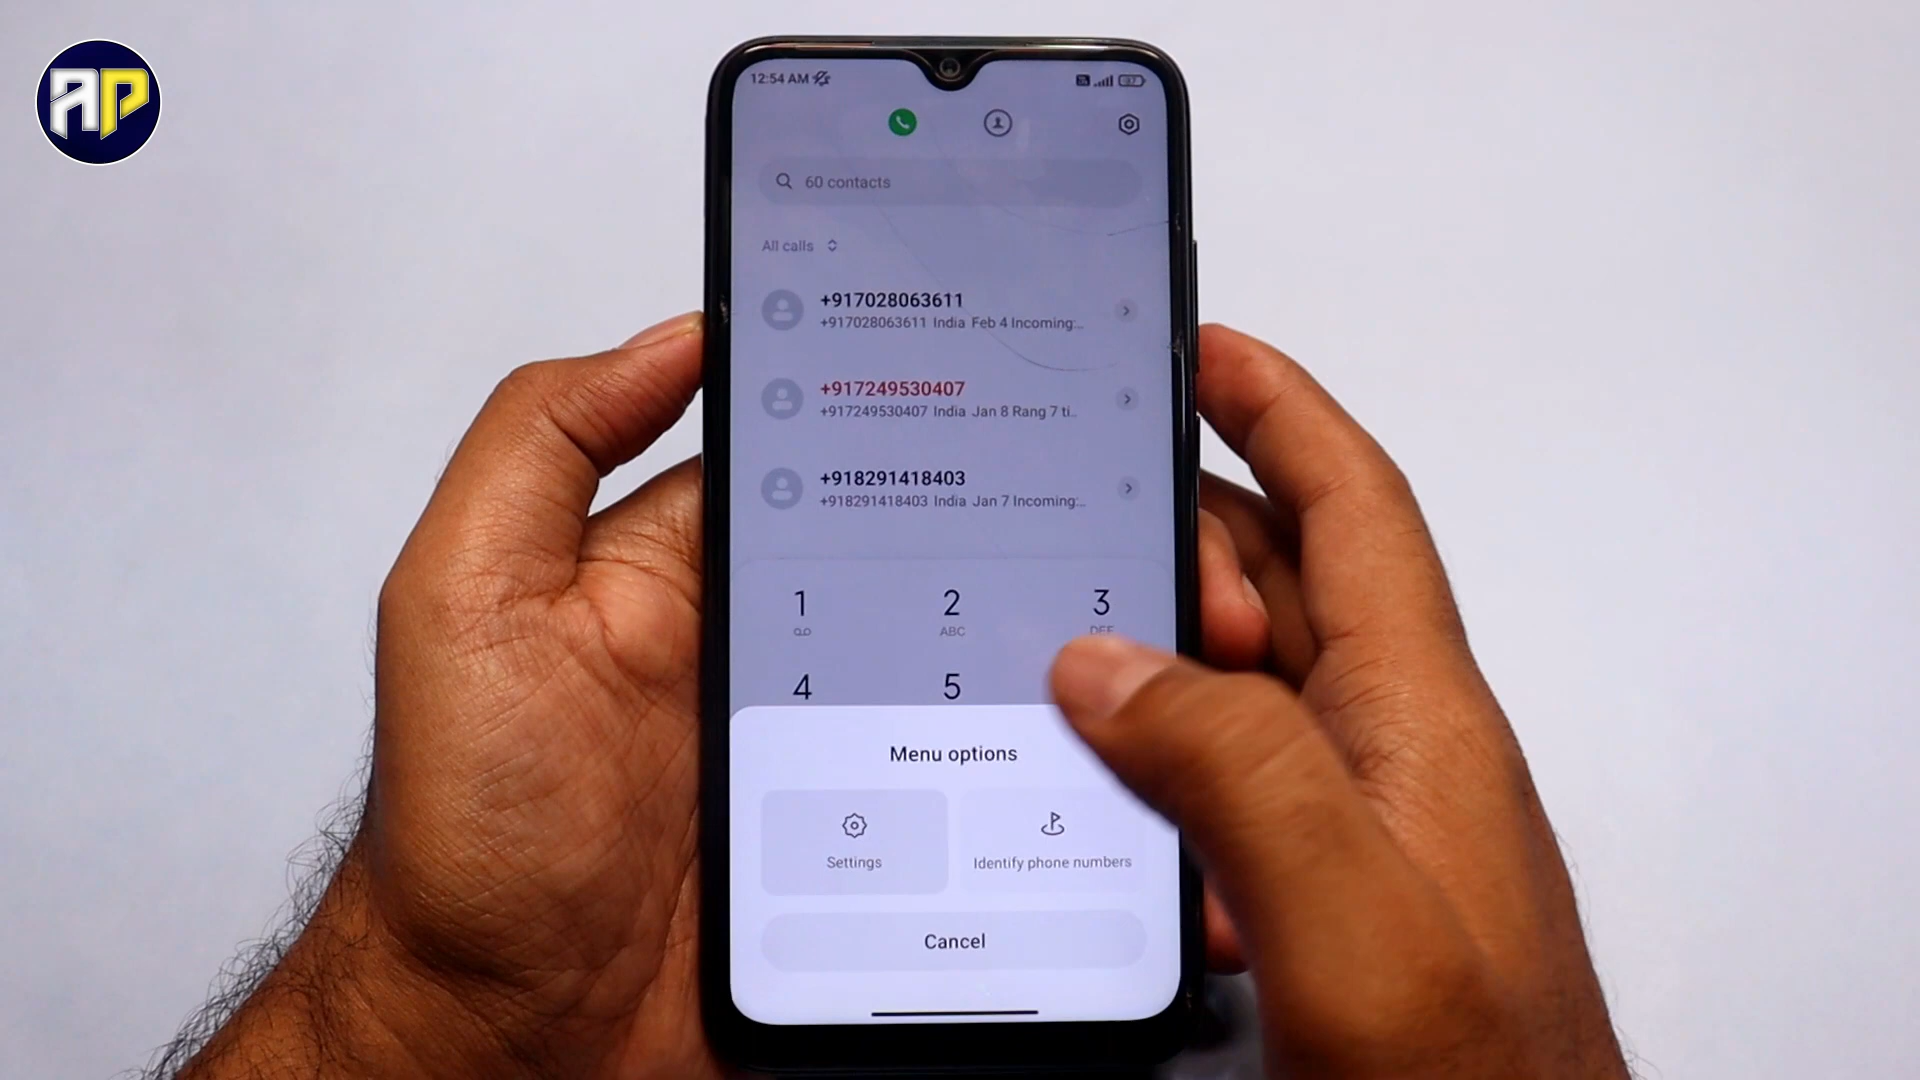 AP
12:54 AM
60 contacts
All calls
+917028063611
+917028063611 India Feb 4 Incoming:...
+917249530407
+917249530407 India Jan 8 Rang 7 ti...
+918291418403
+918291418403 India Jan 7 Incoming:...
1 2 3
ABC DEF
4 5
Menu options
Settings Identify phone numbers
Cancel